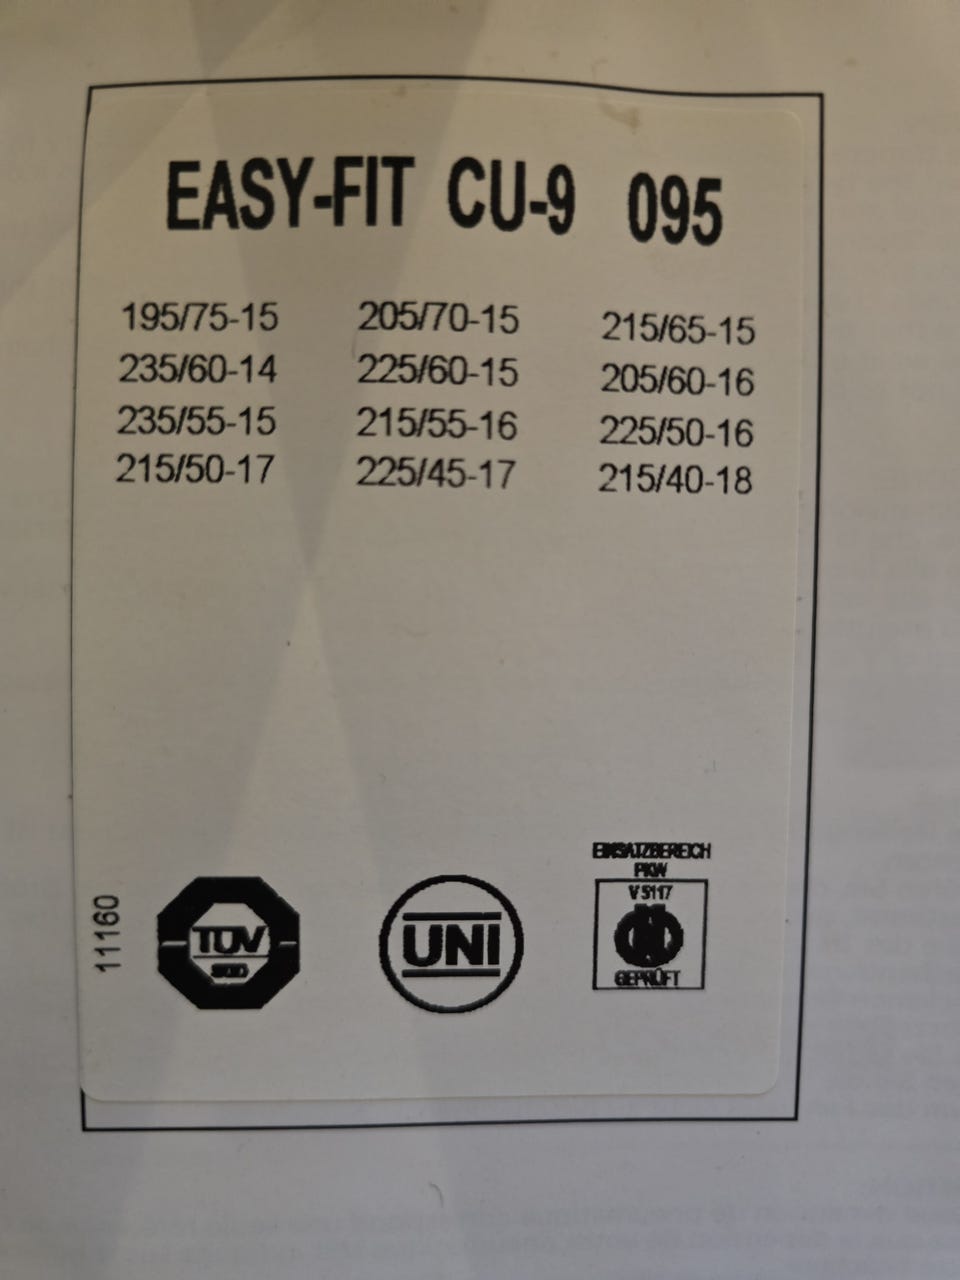 EASY-FIT CU-9 095
195/75-15 205/70-15 215/65-15
235/60-14 225/60-15 205/60-16
235/55-15 215/55-16 225/50-16
215/50-17 225/45-17 215/40-18
11160
TÜV
SÜD
UNI
EINSATZBEREICH
PKW
V 5117
GEPRÜFT